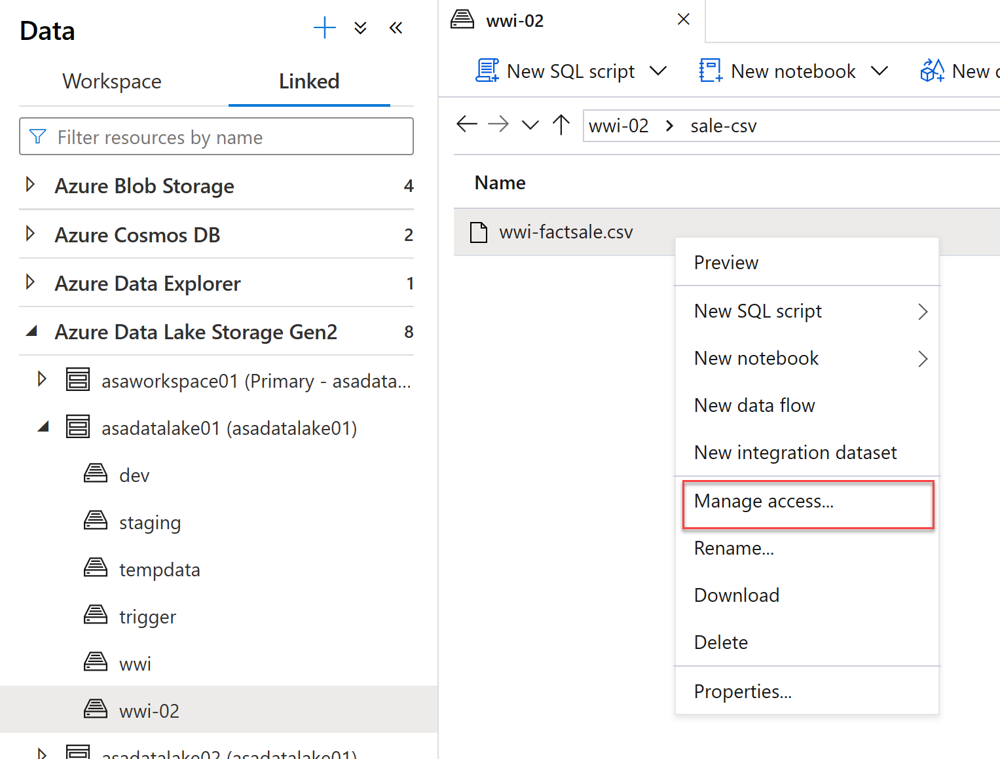 Data
Workspace
Linked
Filter resources by name
Azure Blob Storage 4
Azure Cosmos DB 2
Azure Data Explorer 1
Azure Data Lake Storage Gen2 8
asaworkspace01 (Primary - asadata...
asadatalake01 (asadatalake01)
dev
staging
tempdata
trigger
wwi
wwi-02
asadatalake02 (asadatalake01)
wwi-02
New SQL script
New notebook
New
wwi-02 sale-csv
Name
wwi-factsale.csv
Preview
New SQL script
New notebook
New data flow
New integration dataset
Manage access...
Rename...
Download
Delete
Properties...